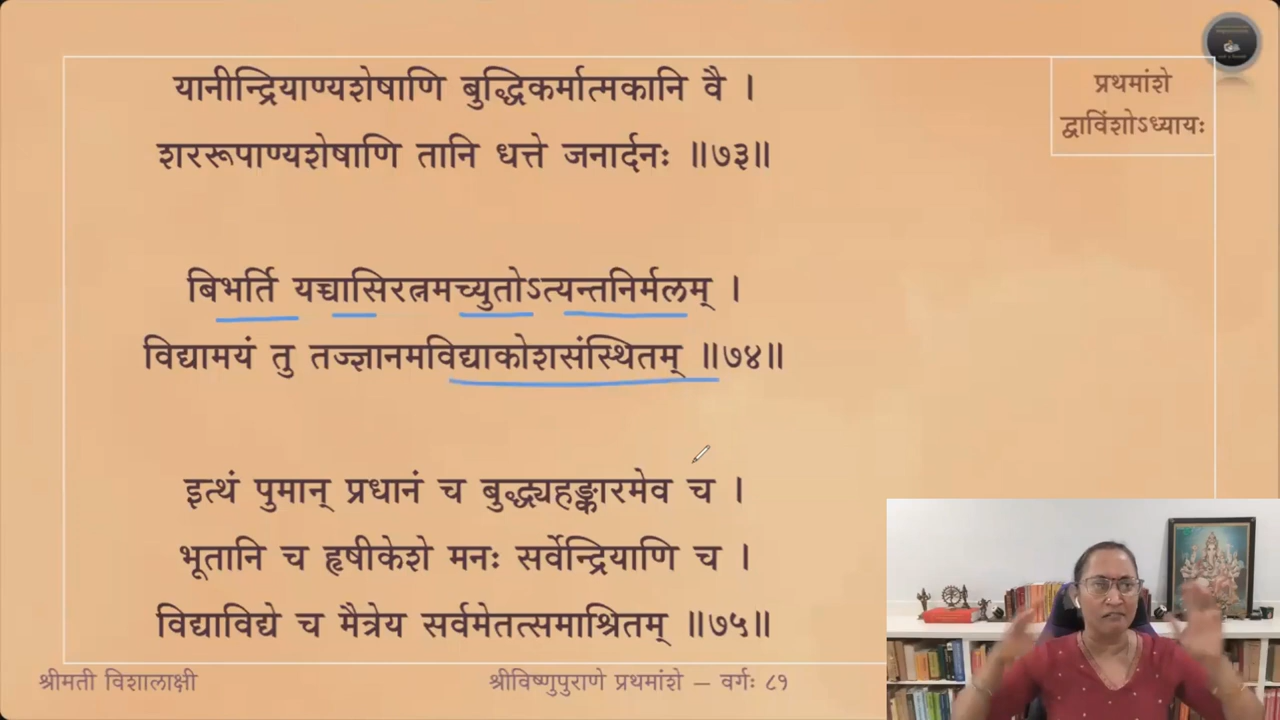 यानीन्द्रियाण्यशेषाणि बुद्धिकर्मात्मकानि वै ।
शररूपाण्यशेषाणि तानि धत्ते जनार्दनः ॥७३॥
प्रथमांशे
द्वाविंशोऽध्यायः
बिभर्ति यच्चासिरत्नमच्युतोऽत्यन्तनिर्मलम् ।
विद्यामयं तु तज्ज्ञानमविद्याकोशसंस्थितम् ॥७४॥
इत्थं पुमान् प्रधानं च बुद्ध्यहङ्कारमेव च ।
भूतानि च हृषीकेशे मनः सर्वेन्द्रियाणि च ।
विद्याविद्ये च मैत्रेय सर्वमेतत्समाश्रितम् ॥७५॥
श्रीमती विशालाक्षी
श्रीविष्णुपुराणे प्रथमांशे – वर्गः ८१